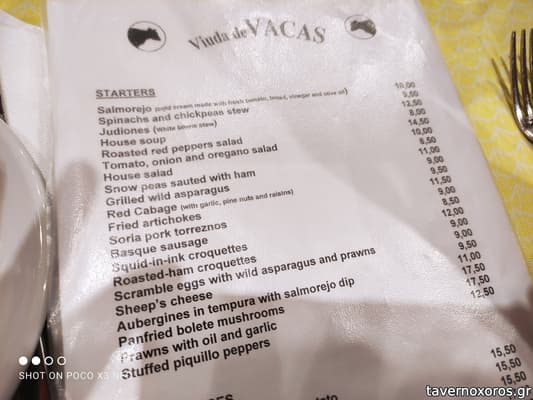 Viuda de VACAS
STARTERS
Salmorejo (cold cream made with fresh tomato, bread, vinegar and olive oil) 10,00
Spinachs and chickpeas stew 9,50
Judiones (White beans stew) 12,50
House soup 8,00
Roasted red peppers salad 14,50
Tomato, onion and oregano salad 10,00
House salad 8,50
Snow peas sauted with ham 11,00
Grilled wild asparagus 9,00
Red Cabage (with garlic, pine nuts and raisins) 9,50
Fried artichokes 11,50
Soria pork torreznos 9,00
Basque sausage 8,50
Squid-in-ink croquettes 12,00
Roasted-ham croquettes 9,00
Scramble eggs with wild asparagus and prawns 9,00
Sheep's cheese 9,50
Aubergines in tempura with salmorejo dip 11,00
Panfried bolete mushrooms 17,50
Prawns with oil and garlic 17,50
Stuffed piquillo peppers 12,50
15,50
15,50
15,50
SHOT ON POCO X3 NFC
tavernoxoros.gr